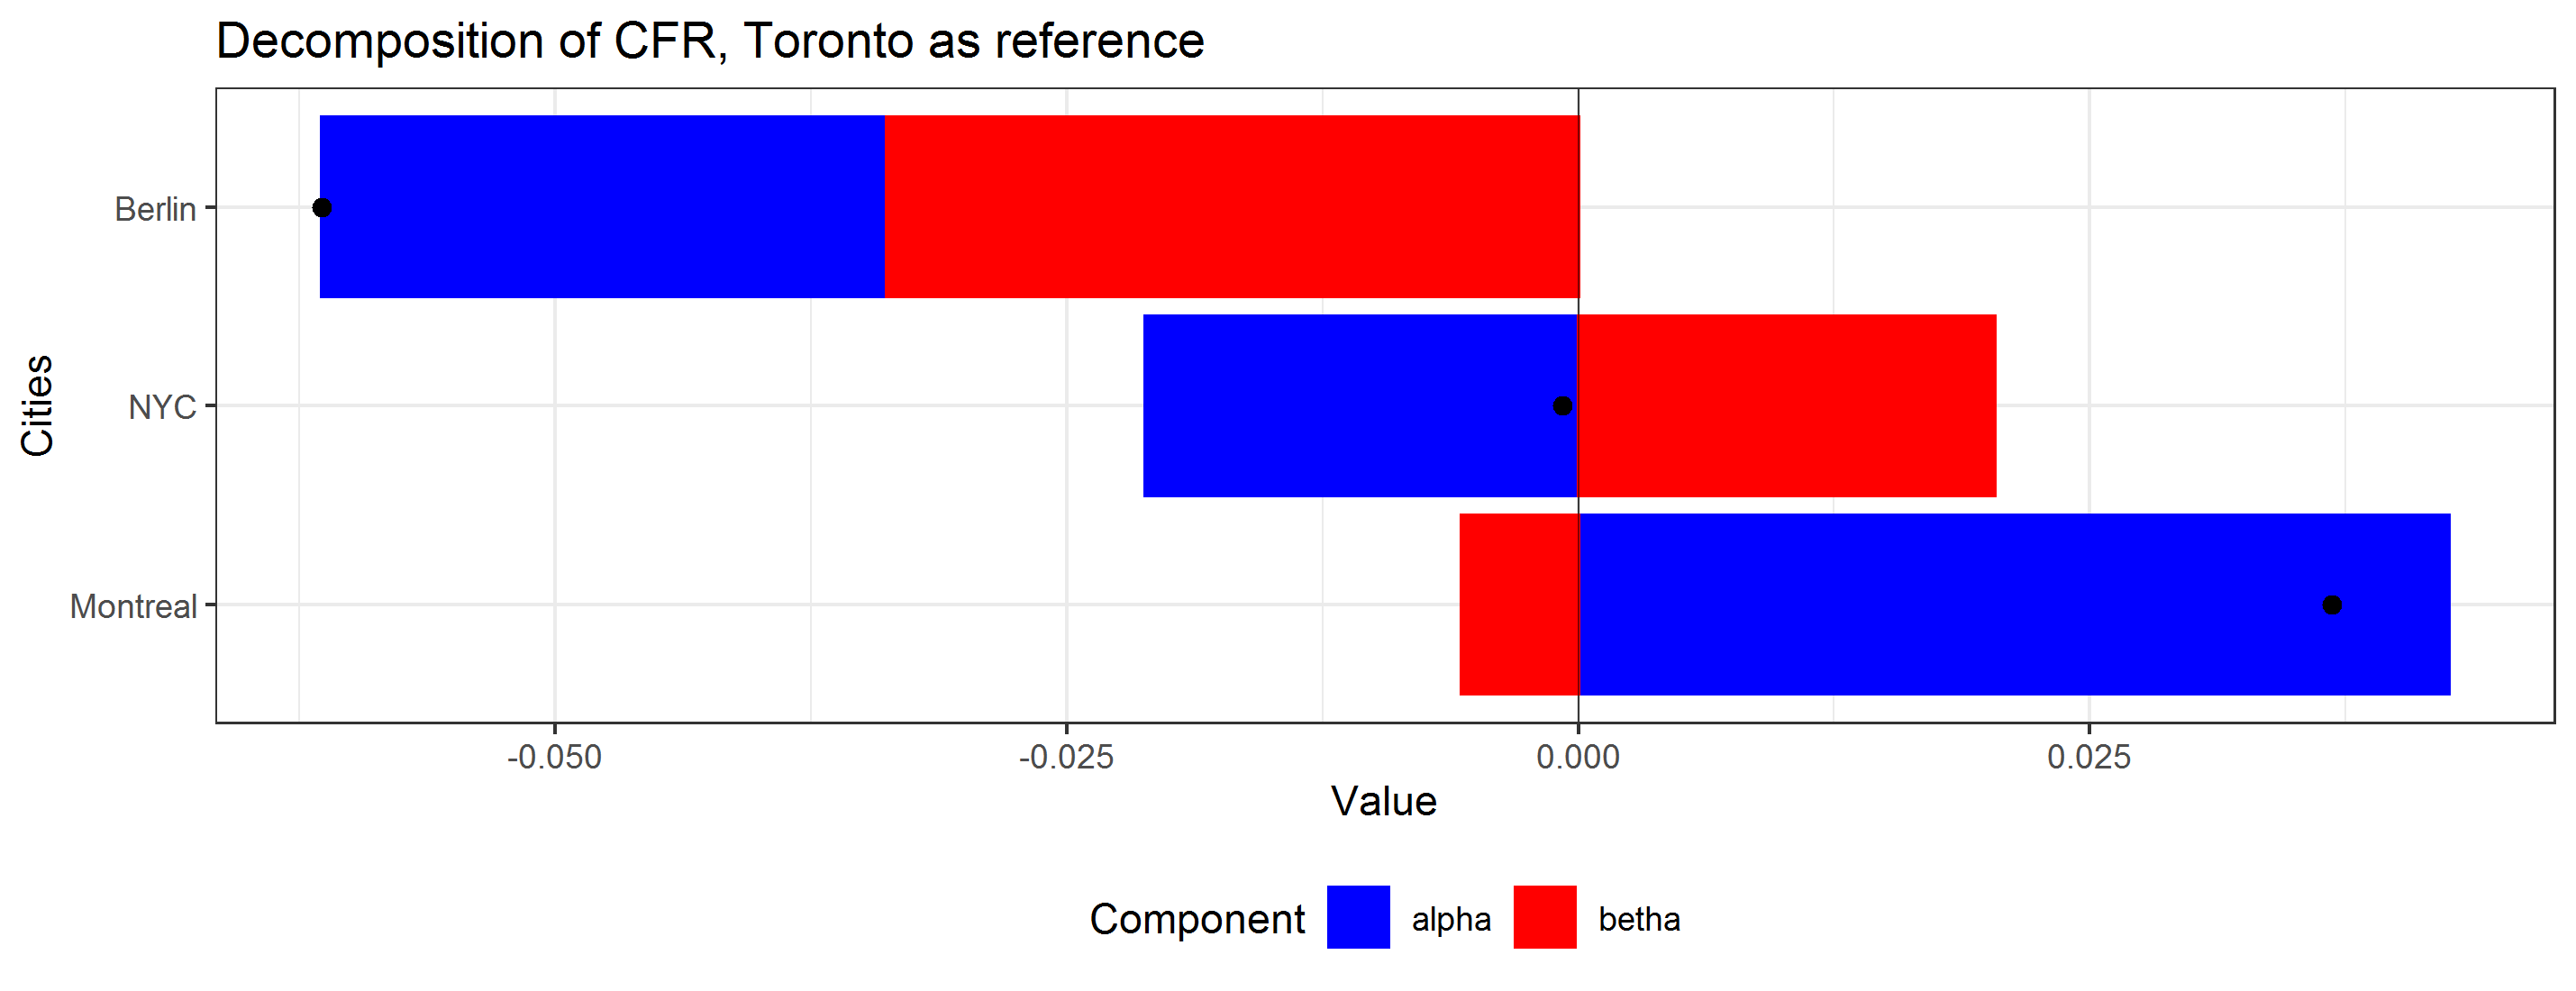 Decomposition of CFR, Toronto as reference
Cities
Berlin
NYC
Montreal
-0.050 -0.025 0.000 0.025
Value
Component alpha betha